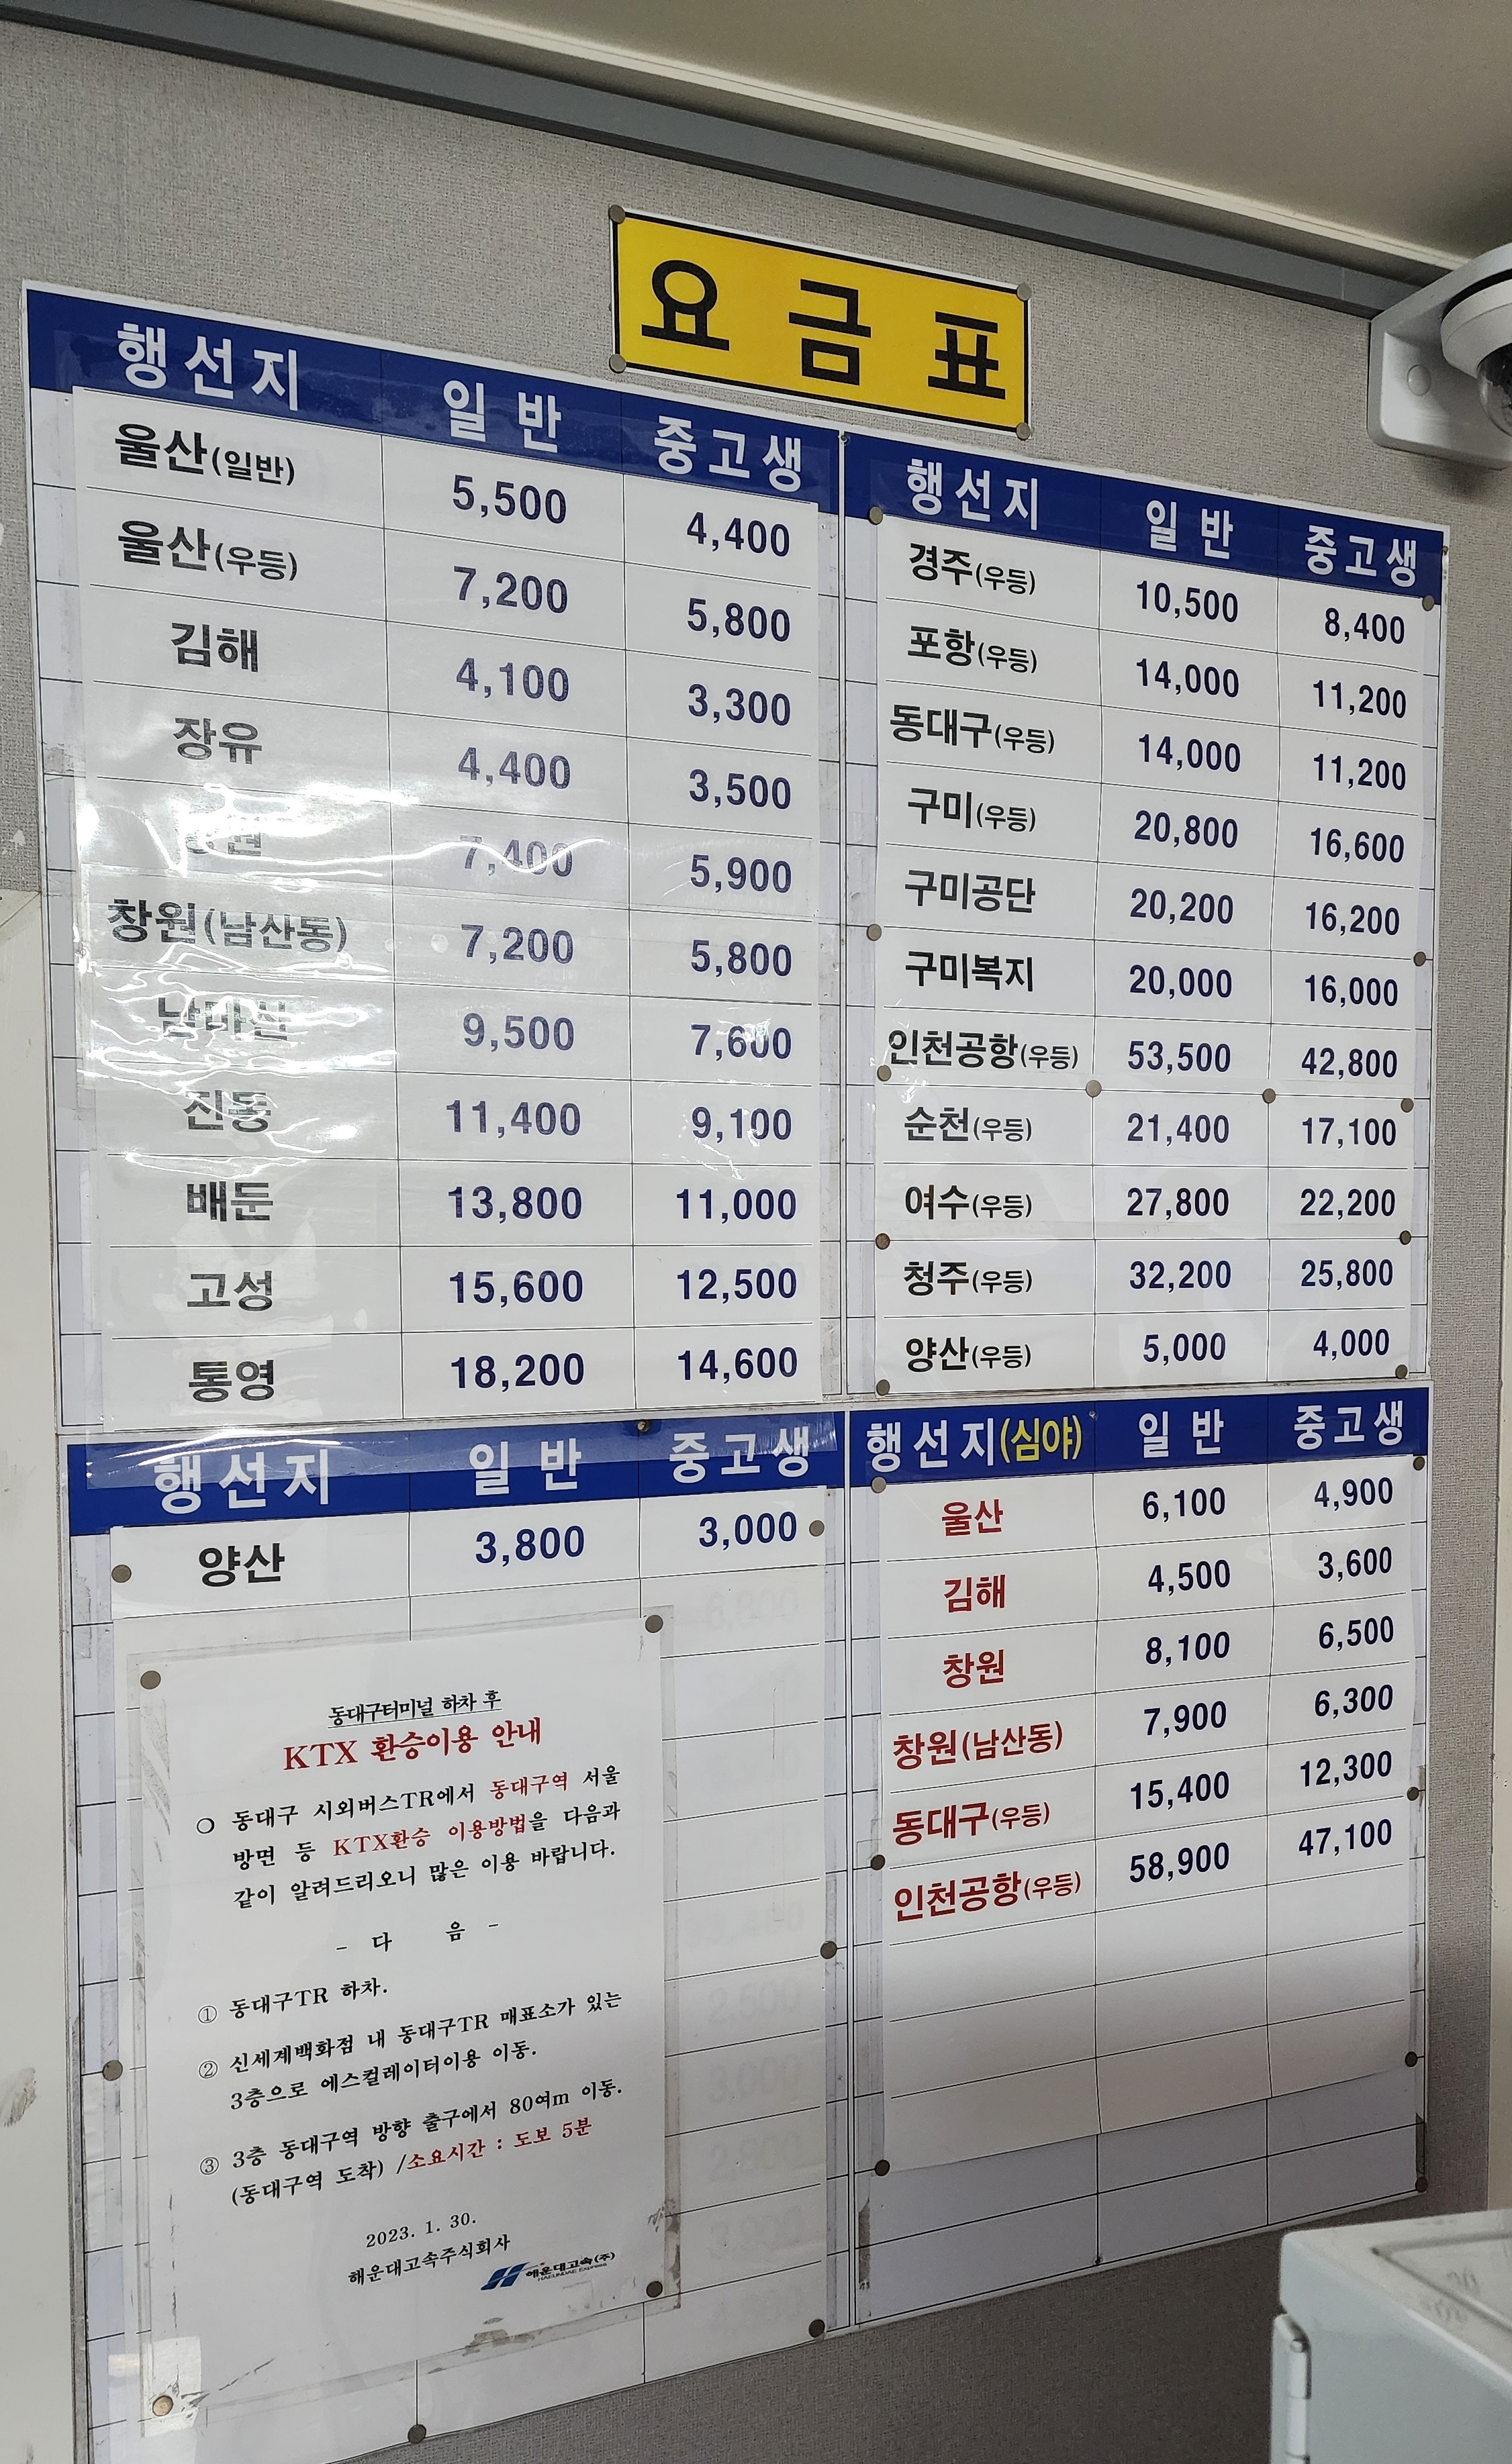 요금표
행선지 일반 중고생
울산(일반) 5,500 4,400
울산(우등) 7,200 5,800
김해 4,100 3,300
장유 4,400 3,500
창원 7,400 5,900
창원(남산동) 7,200 5,800
남마산 9,500 7,600
진동 11,400 9,100
배둔 13,800 11,000
고성 15,600 12,500
통영 18,200 14,600
행선지 일반 중고생
경주(우등) 10,500 8,400
포항(우등) 14,000 11,200
동대구(우등) 14,000 11,200
구미(우등) 20,800 16,600
구미공단 20,200 16,200
구미복지 20,000 16,000
인천공항(우등) 53,500 42,800
순천(우등) 21,400 17,100
여수(우등) 27,800 22,200
청주(우등) 32,200 25,800
양산(우등) 5,000 4,000
행선지 일반 중고생
양산 3,800 3,000
동대구터미널 하차 후
KTX 환승이용 안내
○ 동대구 시외버스TR에서 동대구역 서울
방면 등 KTX환승 이용방법을 다음과
같이 알려드리오니 많은 이용 바랍니다.
- 다 음 -
① 동대구TR 하차.
② 신세계백화점 내 동대구TR 매표소가 있는
3층으로 에스컬레이터이용 이동.
③ 3층 동대구역 방향 출구에서 80여m 이동.
(동대구역 도착) /소요시간 : 도보 5분
2023. 1. 30.
해운대고속주식회사
해운대고속(주)
HAEUNDAE Express
행선지(심야) 일반 중고생
울산 6,100 4,900
김해 4,500 3,600
창원 8,100 6,500
창원(남산동) 7,900 6,300
동대구(우등) 15,400 12,300
인천공항(우등) 58,900 47,100